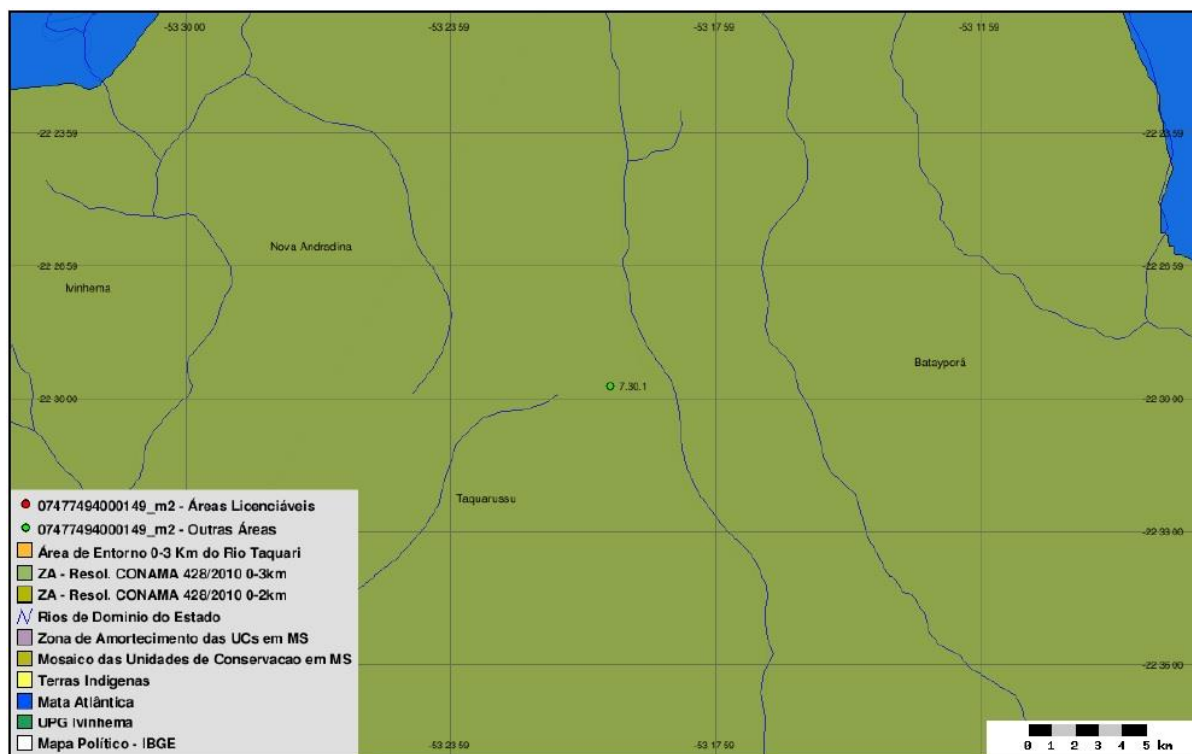 -53 30 00 -53 23 59 -53 17 59 -53 11 59
-22 23 59 -22 23 59
Nova Andradina
-22 26 59 -22 26 59
Ivinhema
Batayporã
7.30.1
-22 30 00 -22 30 00
Taquarussu
07477494000149_m2 - Áreas Licenciáveis
07477494000149_m2 - Outras Áreas
-22 33 00
Área de Entorno 0-3 Km do Rio Taquari
ZA - Resol. CONAMA 428/2010 0-3km
ZA - Resol. CONAMA 428/2010 0-2km
Rios de Dominio do Estado
Zona de Amortecimento das UCs em MS
Mosaico das Unidades de Conservacao em MS
Terras Indigenas
Mata Atlântica
UPG Ivinhema
Mapa Político - IBGE
-53 23 59 -53 17 59
0 1 2 3 4 5 km